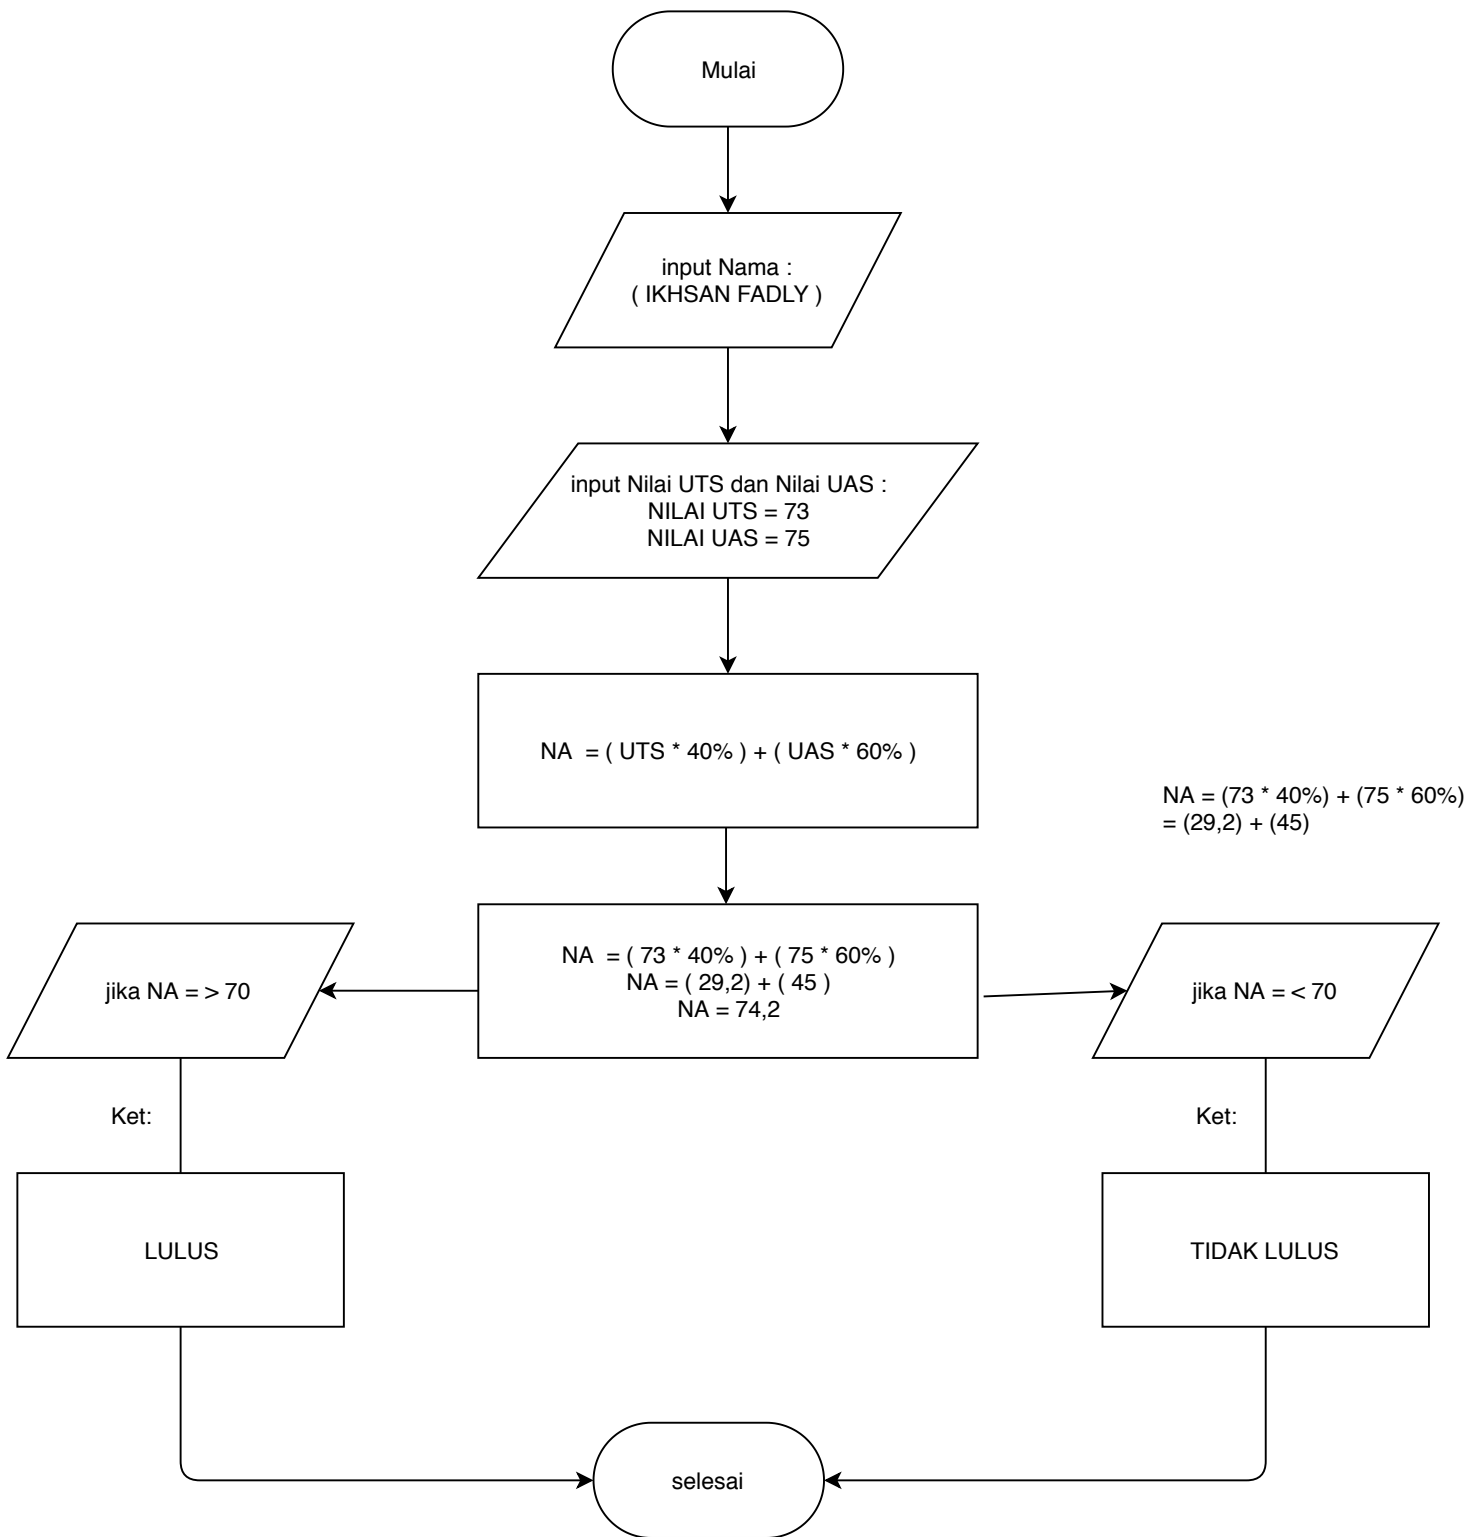 Mulai
input Nama :
( IKHSAN FADLY )
input Nilai UTS dan Nilai UAS :
NILAI UTS = 73
NILAI UAS = 75
NA  = ( UTS * 40% ) + ( UAS * 60% )
NA = (73 * 40%) + (75 * 60%)
= (29,2) + (45)
NA  = ( 73 * 40% ) + ( 75 * 60% )
NA = ( 29,2) + ( 45 )
NA = 74,2
jika NA = > 70
jika NA = < 70
Ket:
Ket:
LULUS
TIDAK LULUS
selesai